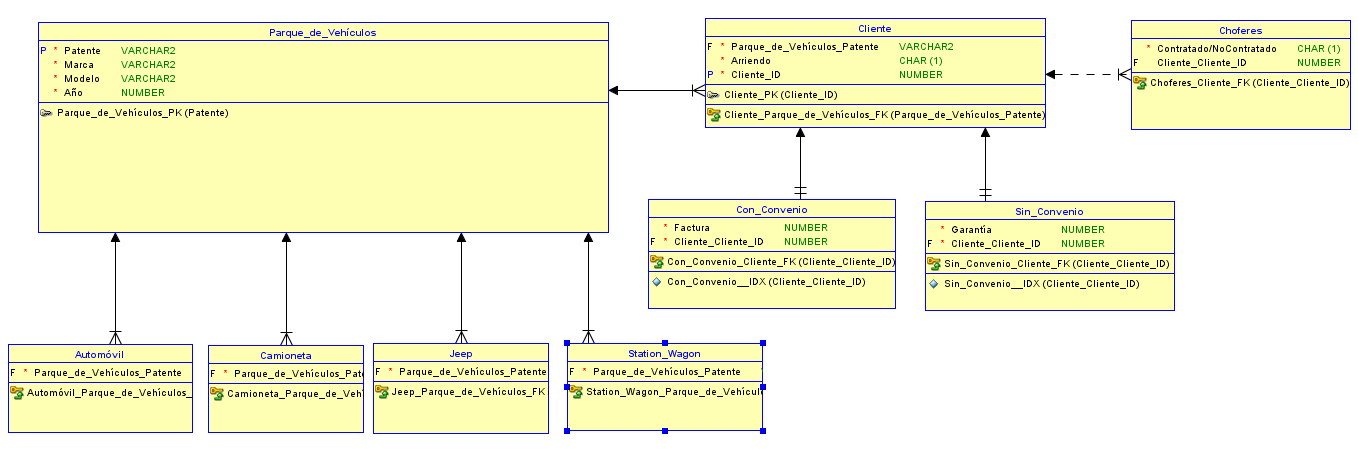 Parque_de_Vehículos
P * Patente VARCHAR2
* Marca VARCHAR2
* Modelo VARCHAR2
* Año NUMBER
Parque_de_Vehículos_PK (Patente)
Cliente
F * Parque_de_Vehículos_Patente VARCHAR2
* Arriendo CHAR (1)
P * Cliente_ID NUMBER
Cliente_PK (Cliente_ID)
Cliente_Parque_de_Vehículos_FK (Parque_de_Vehículos_Patente)
Choferes
* Contratado/NoContratado CHAR (1)
F Cliente_Cliente_ID NUMBER
Choferes_Cliente_FK (Cliente_Cliente_ID)
Con_Convenio
* Factura NUMBER
F * Cliente_Cliente_ID NUMBER
Con_Convenio_Cliente_FK (Cliente_Cliente_ID)
Con_Convenio__IDX (Cliente_Cliente_ID)
Sin_Convenio
* Garantía NUMBER
F * Cliente_Cliente_ID NUMBER
Sin_Convenio_Cliente_FK (Cliente_Cliente_ID)
Sin_Convenio__IDX (Cliente_Cliente_ID)
Automóvil
F * Parque_de_Vehículos_Patente
Automóvil_Parque_de_Vehículos_
Camioneta
F * Parque_de_Vehículos_Pate
Camioneta_Parque_de_Vehí
Jeep
F * Parque_de_Vehículos_Patente
Jeep_Parque_de_Vehículos_FK
Station_Wagon
F * Parque_de_Vehículos_Patente
Station_Wagon_Parque_de_Vehícul